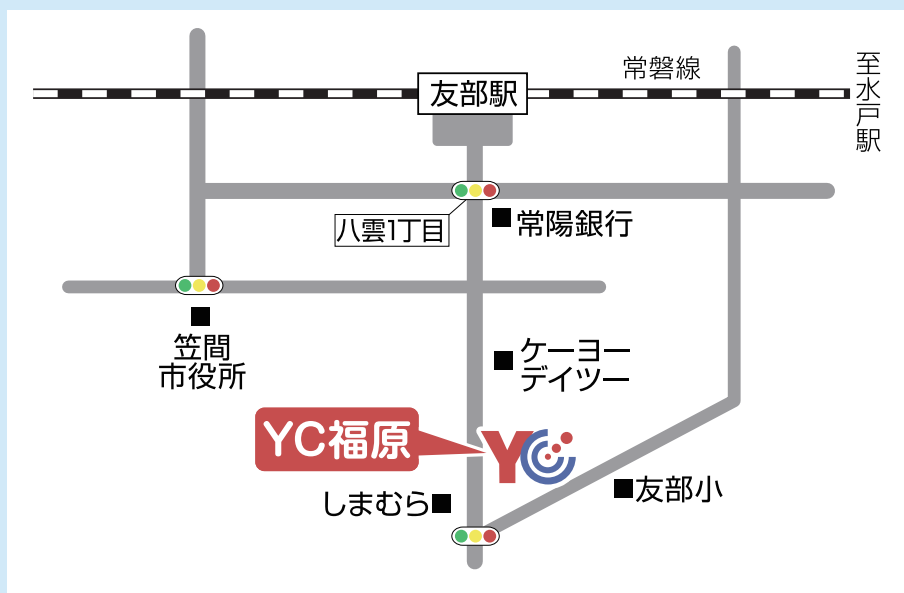 常磐線
至水戸駅
友部駅
八雲1丁目
常陽銀行
笠間
市役所
ケーヨー
デイツー
YC福原
YC
しまむら
友部小